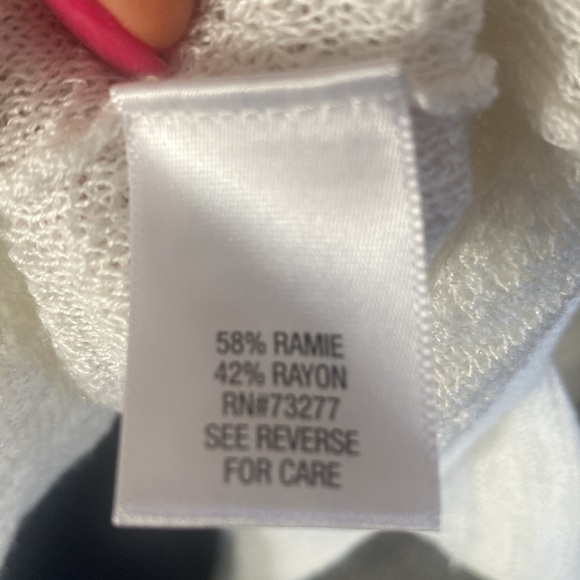 58% RAMIE
42% RAYON
RN#73277
SEE REVERSE
FOR CARE